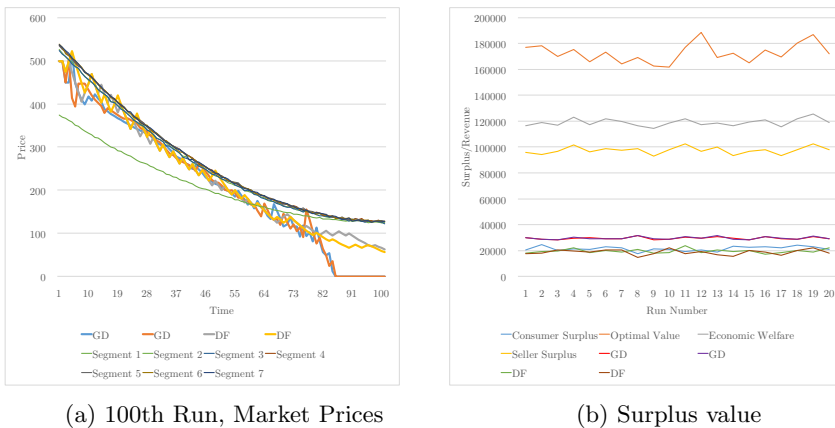 600
500
400
300
200
100
0
Price
1 10 19 28 37 46 55 64 73 82 91 100
Time
GD GD DF DF
Segment 1 Segment 2 Segment 3 Segment 4
Segment 5 Segment 6 Segment 7
(a) 100th Run, Market Prices
200000
180000
160000
140000
120000
100000
80000
60000
40000
20000
0
Surplus/Revenue
1 2 3 4 5 6 7 8 9 10 11 12 13 14 15 16 17 18 19 20
Run Number
Consumer Surplus Optimal Value Economic Welfare
Seller Surplus GD GD
DF DF
(b) Surplus value